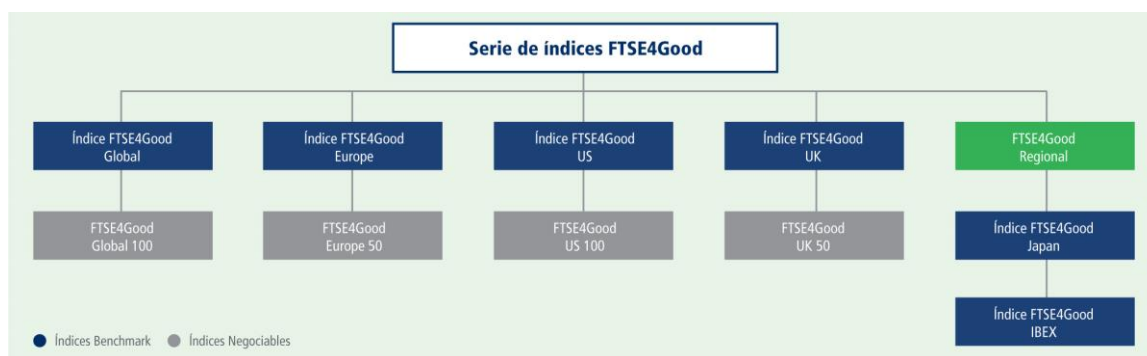 Serie de índices FTSE4Good
Índice FTSE4Good
Global
Índice FTSE4Good
Europe
Índice FTSE4Good
US
Índice FTSE4Good
UK
FTSE4Good
Regional
FTSE4Good
Global 100
FTSE4Good
Europe 50
FTSE4Good
US 100
FTSE4Good
UK 50
Índice FTSE4Good
Japan
Índice FTSE4Good
IBEX
Índices Benchmark
Índices Negociables